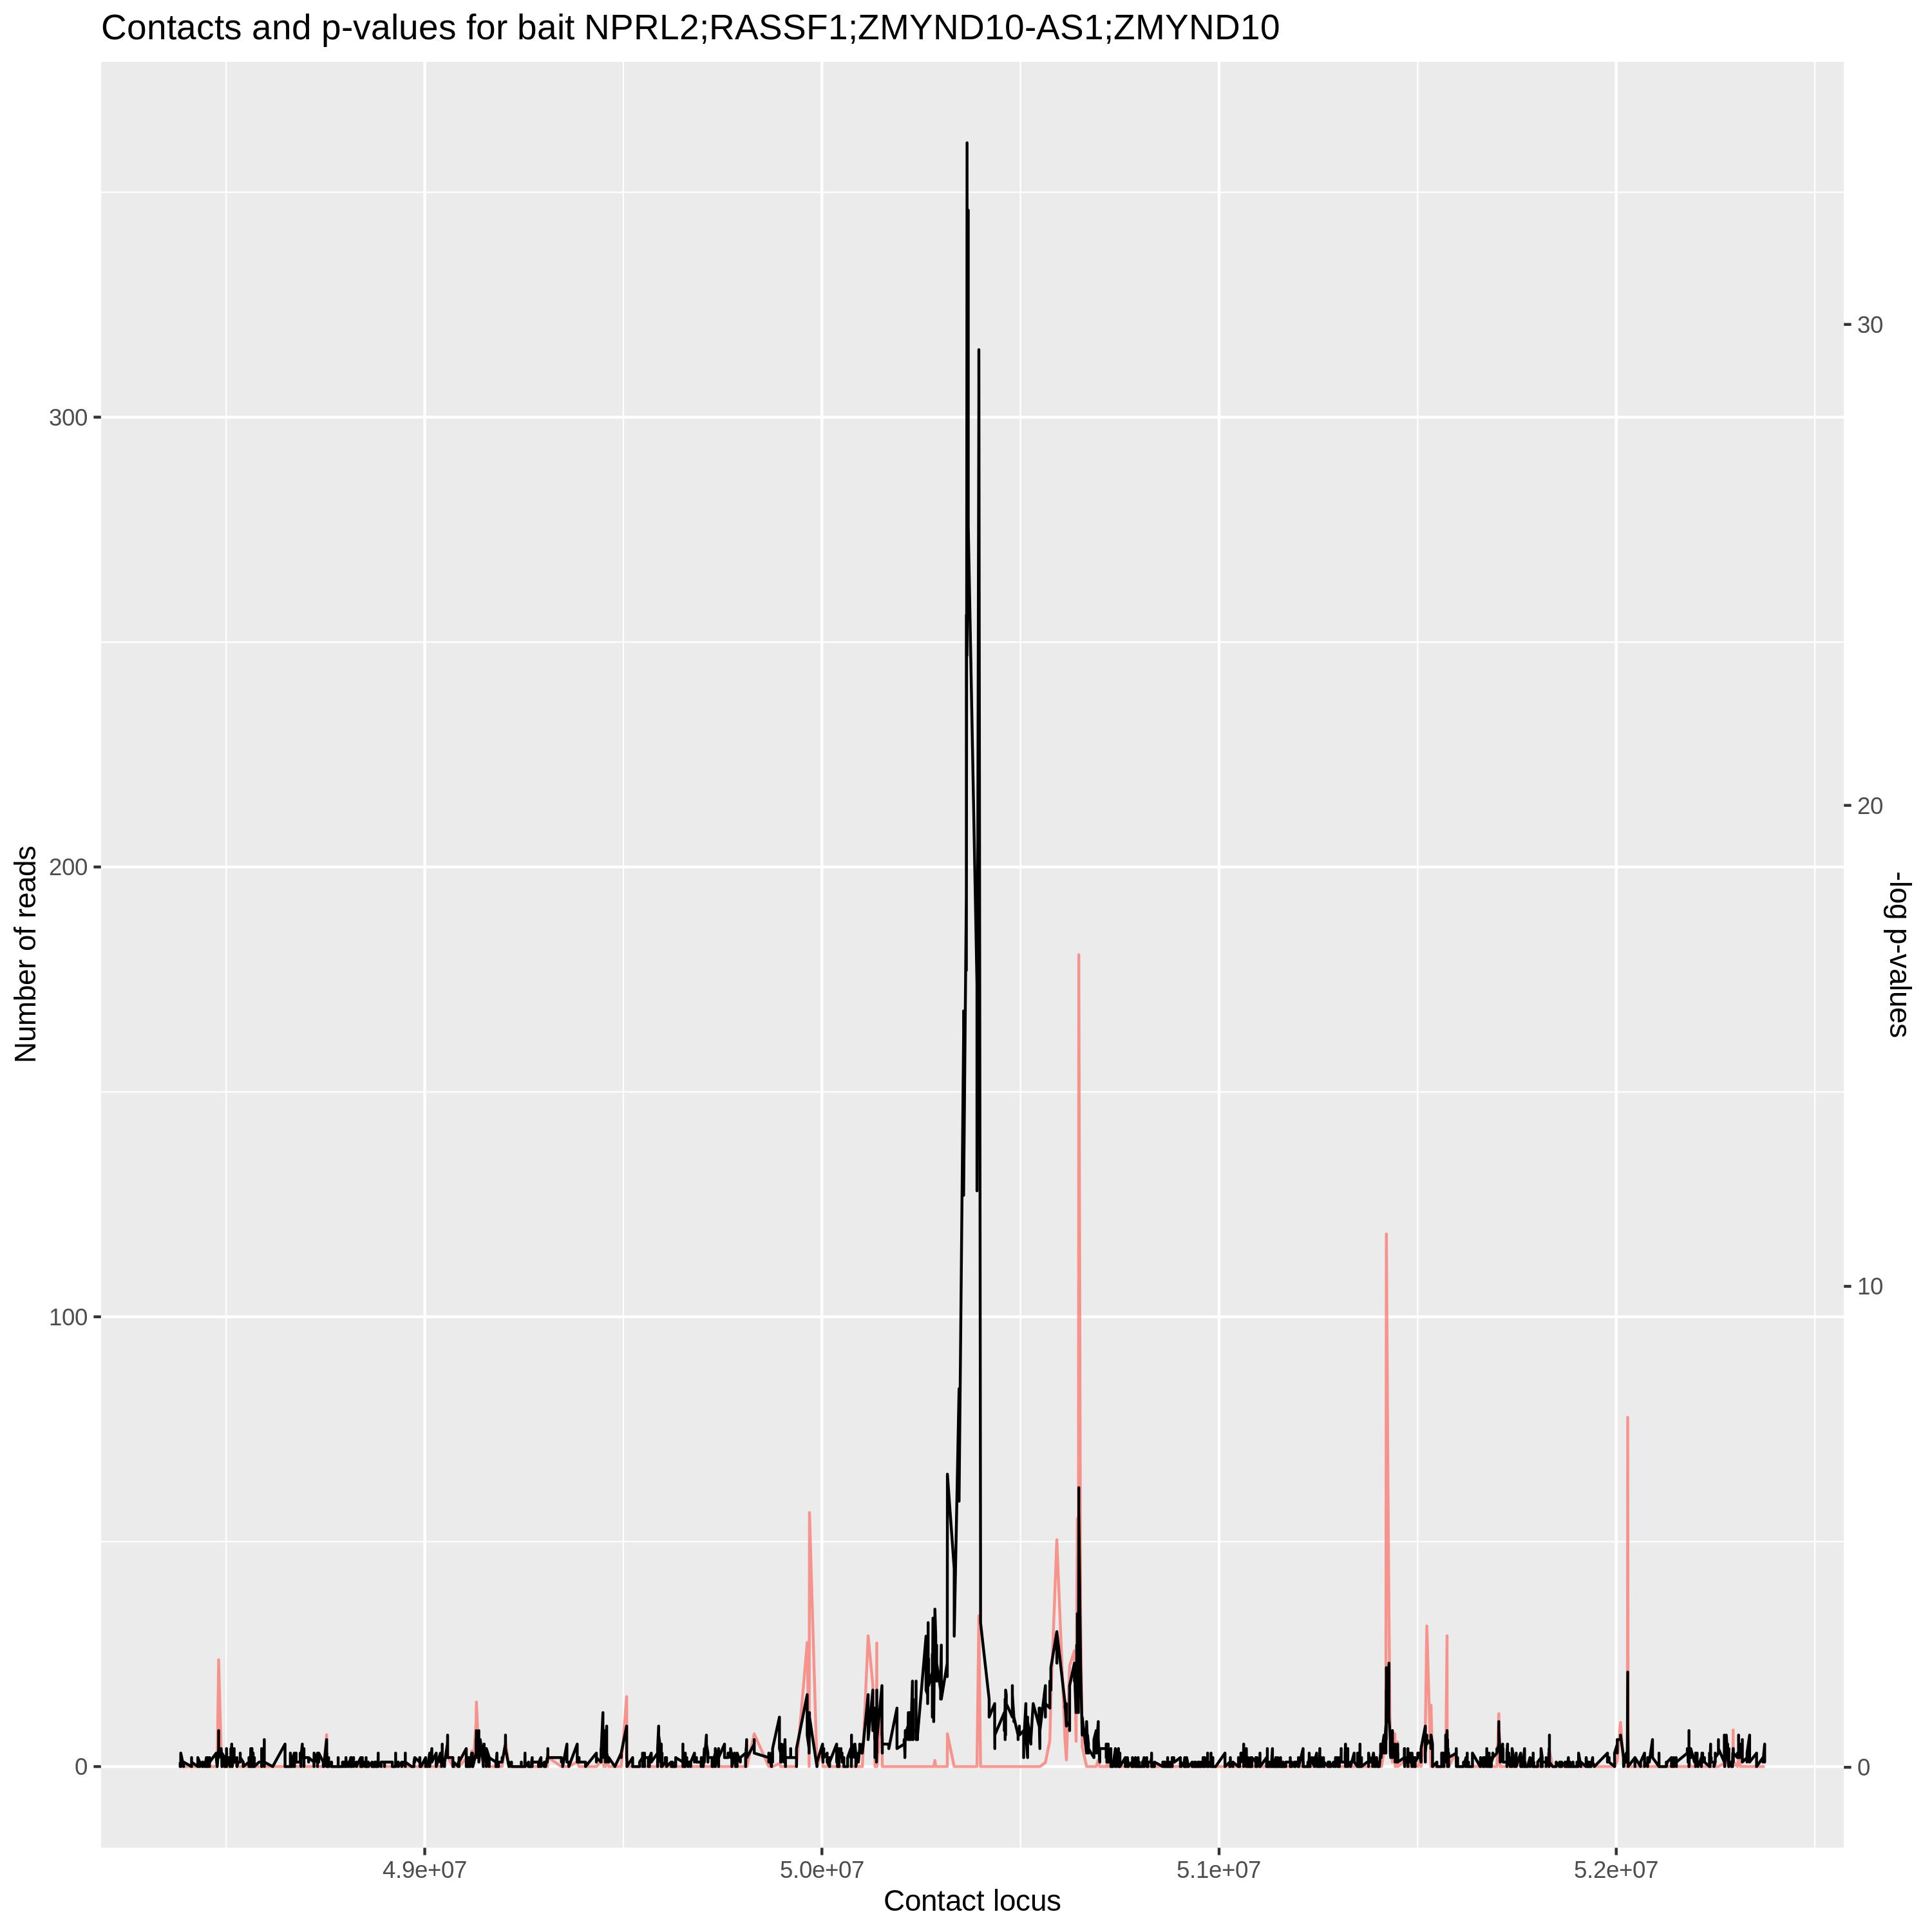 Contacts and p-values for bait NPRL2;RASSF1;ZMYND10-AS1;ZMYND10
Number of reads
300
200
100
0
30
20
10
0
-log p-values
4.9e+07
5.0e+07
5.1e+07
5.2e+07
Contact locus